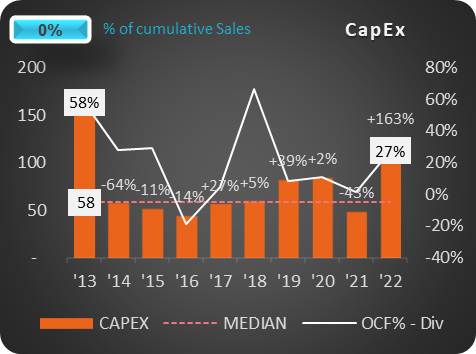 0% % of cumulative Sales CapEx
200 80%
58% +163%
60%
150 40%
27%
+39% +2%
100 -64% -11% -14% +27% +5% -43% 20%
58 0%
50 -20%
- -40%
'13 '14 '15 '16 '17 '18 '19 '20 '21 '22
CAPEX MEDIAN OCF% - Div